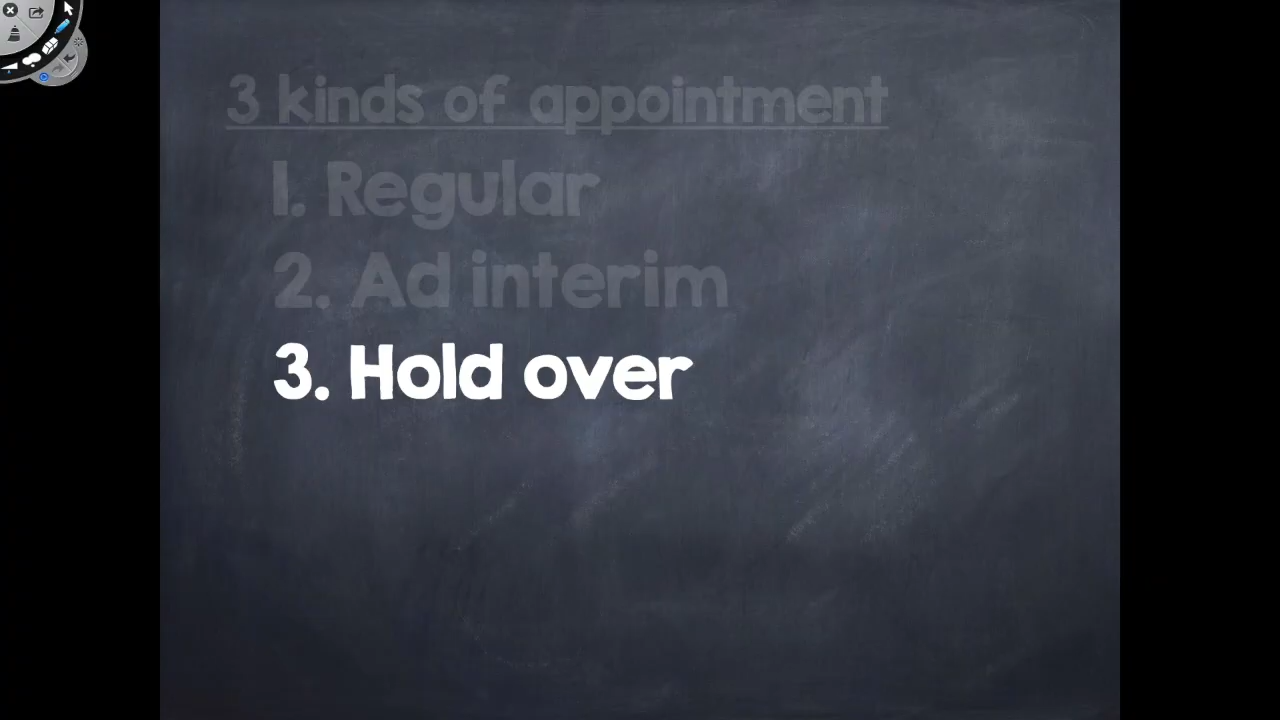 3 kinds of appointment
1. Regular
2. Ad interim
3. Hold over